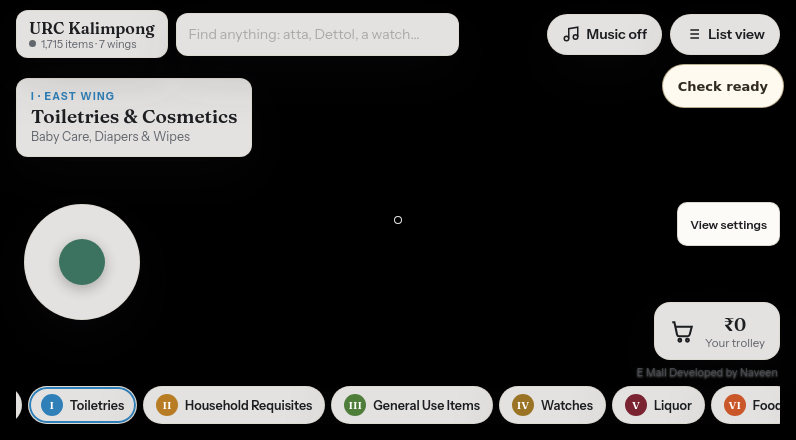 URC Kalimpong
1,715 items · 7 wings
Find anything: atta, Dettol, a watch...
Music off
List view
Check ready
I · EAST WING
Toiletries & Cosmetics
Baby Care, Diapers & Wipes
View settings
₹0
Your trolley
E Mall Developed by Naveen
I Toiletries
II Household Requisites
III General Use Items
IV Watches
V Liquor
VI Food